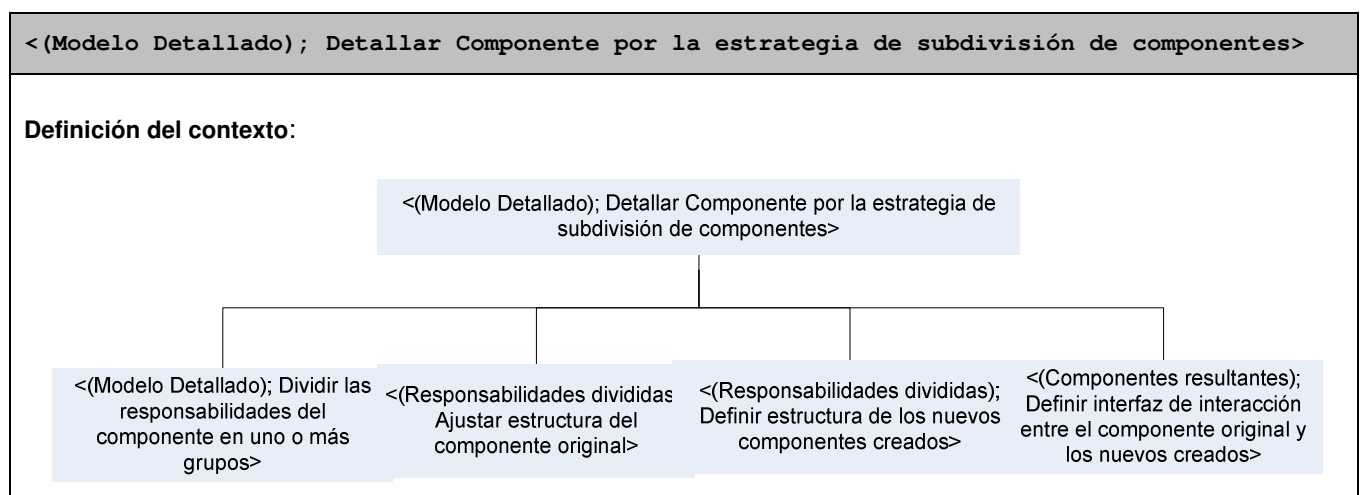 <(Modelo Detallado); Detallar Componente por la estrategia de subdivisión de componentes>
Definición del contexto:
<(Modelo Detallado); Detallar Componente por la estrategia de
subdivisión de componentes>
<(Modelo Detallado); Dividir las
responsabilidades del
componente en uno o más
grupos>
<(Responsabilidades divididas
Ajustar estructura del
componente original>
<(Responsabilidades divididas);
Definir estructura de los nuevos
componentes creados>
<(Componentes resultantes);
Definir interfaz de interacción
entre el componente original y
los nuevos creados>